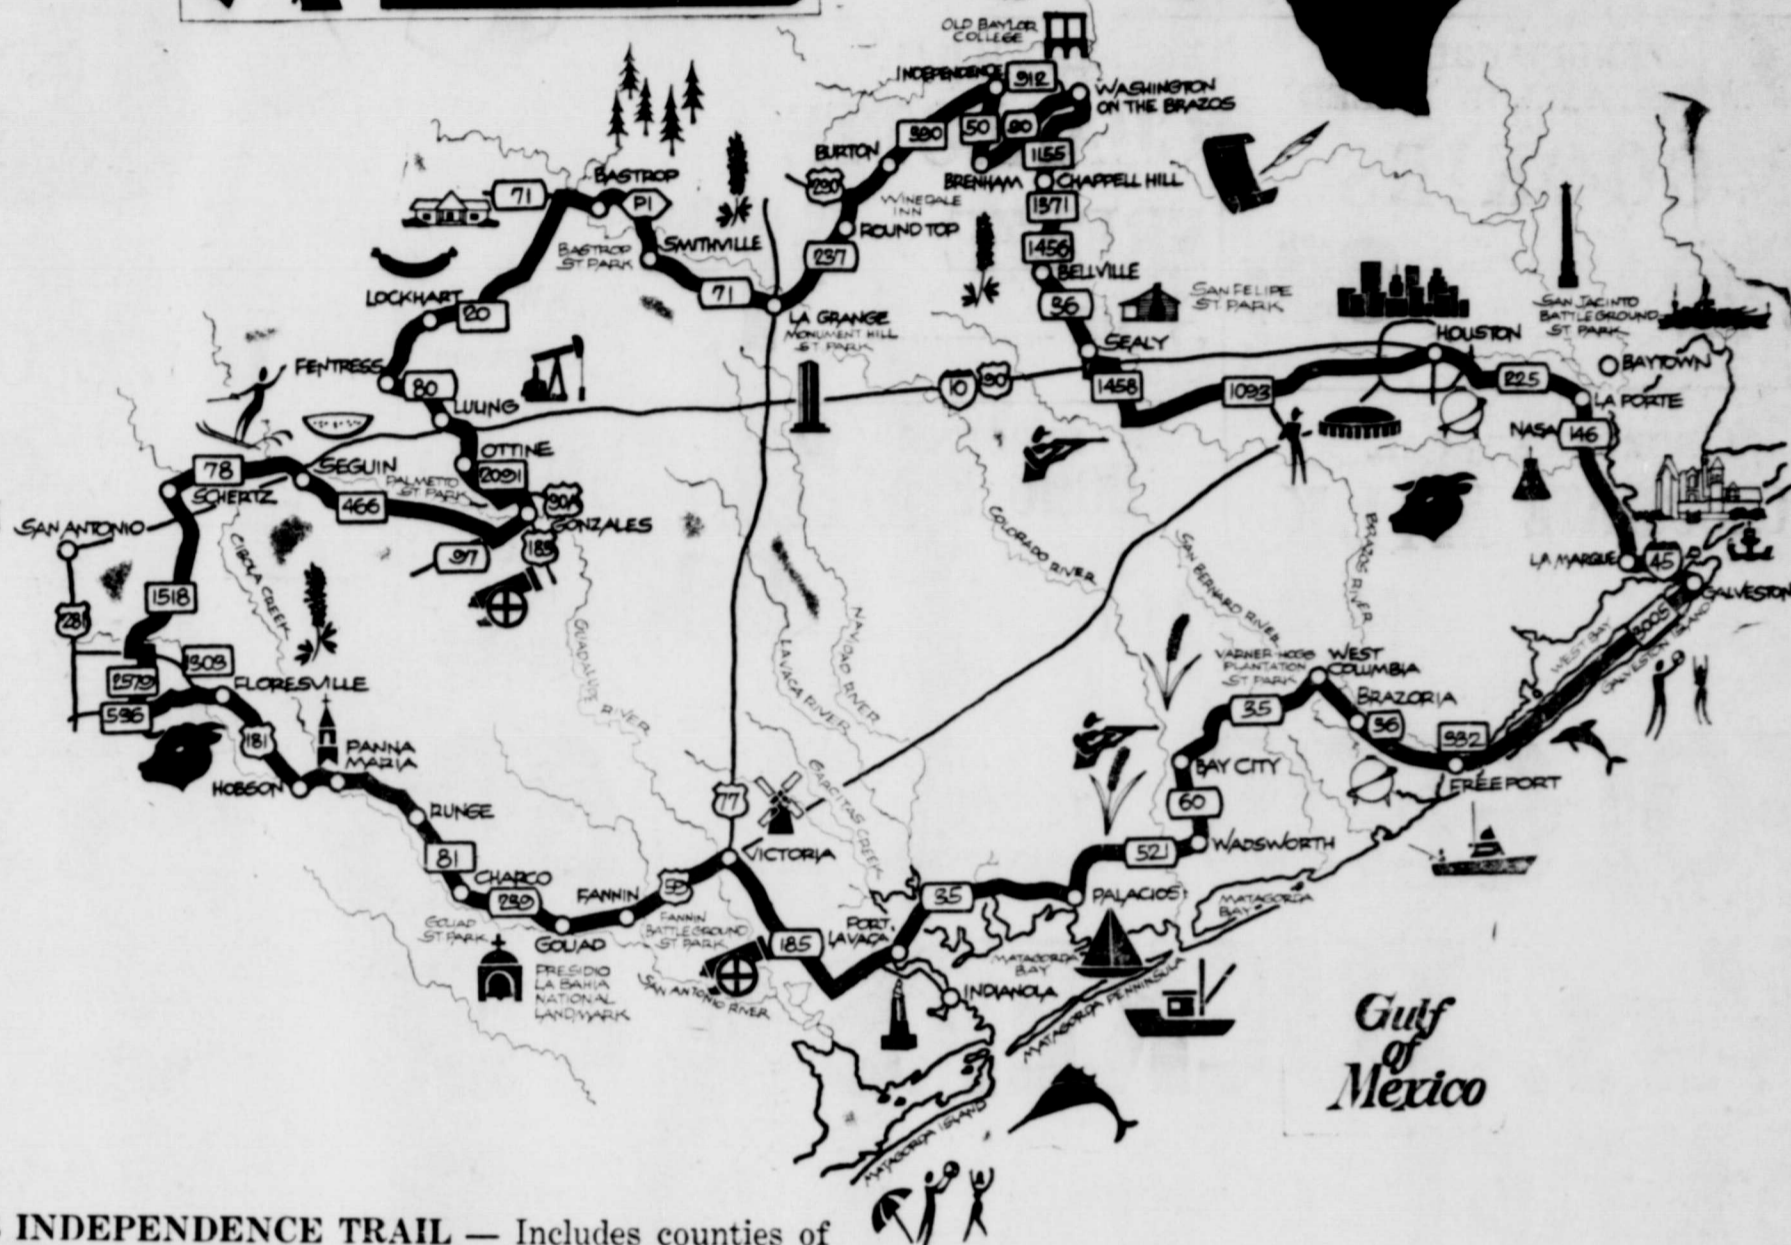 OLD BAYLOR
COLLEGE
INDEPENDENCE
912
WASHINGTON
ON THE BRAZOS
390
50
90
BURTON
1155
BRENHAM
CHAPPELL HILL
290
WINEDALE
INN
1371
ROUND TOP
237
1456
BELLVILLE
36
SAN FELIPE
ST PARK
SEALY
71
BASTROP
P1
BASTROP
ST PARK
SMITHVILLE
71
LA GRANGE
MONUMENT HILL
ST PARK
LOCKHART
20
FENTRESS
80
LULING
OTTINE
2091
PALMETTO
ST PARK
90A
GONZALES
183
97
78
SEGUIN
SCHERTZ
466
SAN ANTONIO
CIBOLA CREEK
1518
281
1303
2579
FLORESVILLE
536
181
PANNA
MARIA
HOBSON
RUNGE
81
CHARCO
239
FANNIN
59
GOLIAD
ST PARK
GOLIAD
FANNIN
BATTLEGROUND
ST PARK
PRESIDIO
LA BAHIA
NATIONAL
LANDMARK
SAN ANTONIO RIVER
GUADALUPE RIVER
LAVACA RIVER
NAVIDAD RIVER
GARCITAS CREEK
77
VICTORIA
185
PORT
LAVACA
35
INDIANOLA
PALACIOS
MATAGORDA
BAY
MATAGORDA PENNINSULA
MATAGORDA ISLAND
521
WADSWORTH
MATAGORDA
BAY
60
BAY CITY
35
VARNER-HOGG
PLANTATION
ST PARK
WEST
COLUMBIA
BRAZORIA
36
332
FREEPORT
10
90
1458
1093
COLORADO RIVER
SAN BERNARD RIVER
BRAZOS RIVER
HOUSTON
SAN JACINTO
BATTLEGROUND
ST PARK
BAYTOWN
225
LA PORTE
NASA
146
LA MARQUE
45
GALVESTON
3005
WEST BAY
GALVESTON ISLAND
Gulf
of
Mexico
INDEPENDENCE TRAIL — Includes counties of